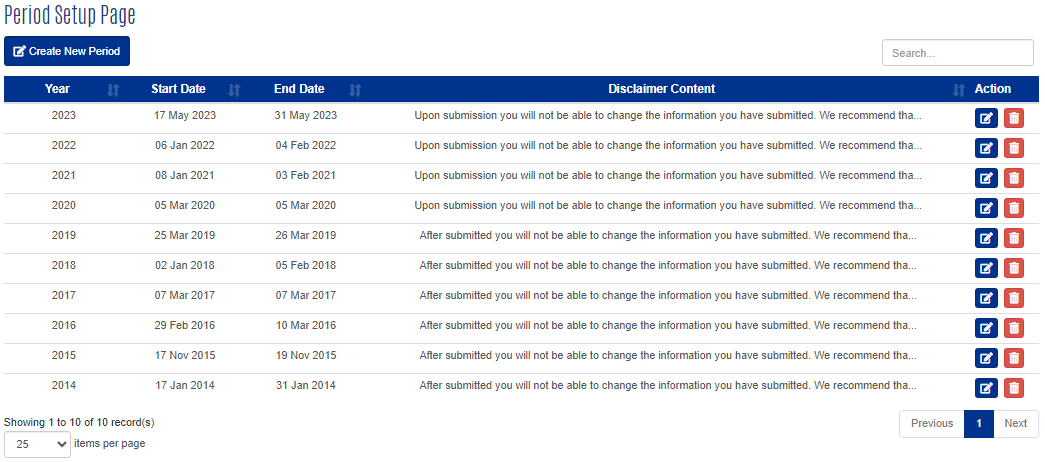 Period Setup Page
Create New Period
Search...
Year Start Date End Date Disclaimer Content Action
2023 17 May 2023 31 May 2023 Upon submission you will not be able to change the information you have submitted. We recommend tha...
2022 06 Jan 2022 04 Feb 2022 Upon submission you will not be able to change the information you have submitted. We recommend tha...
2021 08 Jan 2021 03 Feb 2021 Upon submission you will not be able to change the information you have submitted. We recommend tha...
2020 05 Mar 2020 05 Mar 2020 Upon submission you will not be able to change the information you have submitted. We recommend tha...
2019 25 Mar 2019 26 Mar 2019 After submitted you will not be able to change the information you have submitted. We recommend tha...
2018 02 Jan 2018 05 Feb 2018 After submitted you will not be able to change the information you have submitted. We recommend tha...
2017 07 Mar 2017 07 Mar 2017 After submitted you will not be able to change the information you have submitted. We recommend tha...
2016 29 Feb 2016 10 Mar 2016 After submitted you will not be able to change the information you have submitted. We recommend tha...
2015 17 Nov 2015 19 Nov 2015 After submitted you will not be able to change the information you have submitted. We recommend tha...
2014 17 Jan 2014 31 Jan 2014 After submitted you will not be able to change the information you have submitted. We recommend tha...
Showing 1 to 10 of 10 record(s)
Previous 1 Next
25 items per page